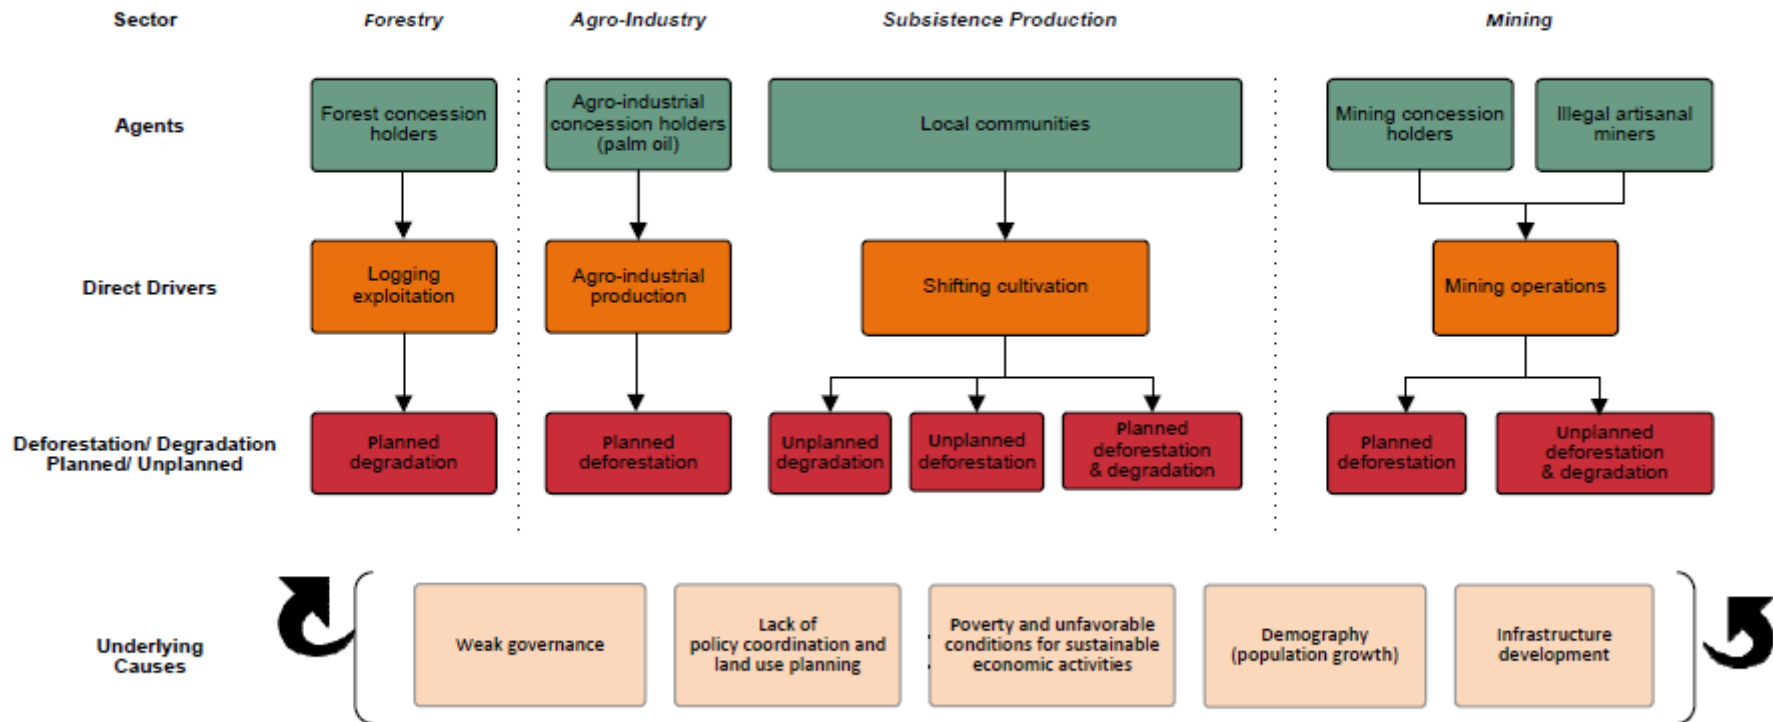 Sector
Forestry
Agro-Industry
Subsistence Production
Mining
Agents
Forest concession
holders
Agro-industrial
concession holders
(palm oil)
Local communities
Mining concession
holders
Illegal artisanal
miners
Direct Drivers
Logging
exploitation
Agro-industrial
production
Shifting cultivation
Mining operations
Deforestation/ Degradation
Planned/ Unplanned
Planned
degradation
Planned
deforestation
Unplanned
degradation
Unplanned
deforestation
Planned
deforestation
& degradation
Planned
deforestation
Unplanned
deforestation
& degradation
Underlying
Causes
Weak governance
Lack of
policy coordination and
land use planning
Poverty and unfavorable
conditions for sustainable
economic activities
Demography
(population growth)
Infrastructure
development